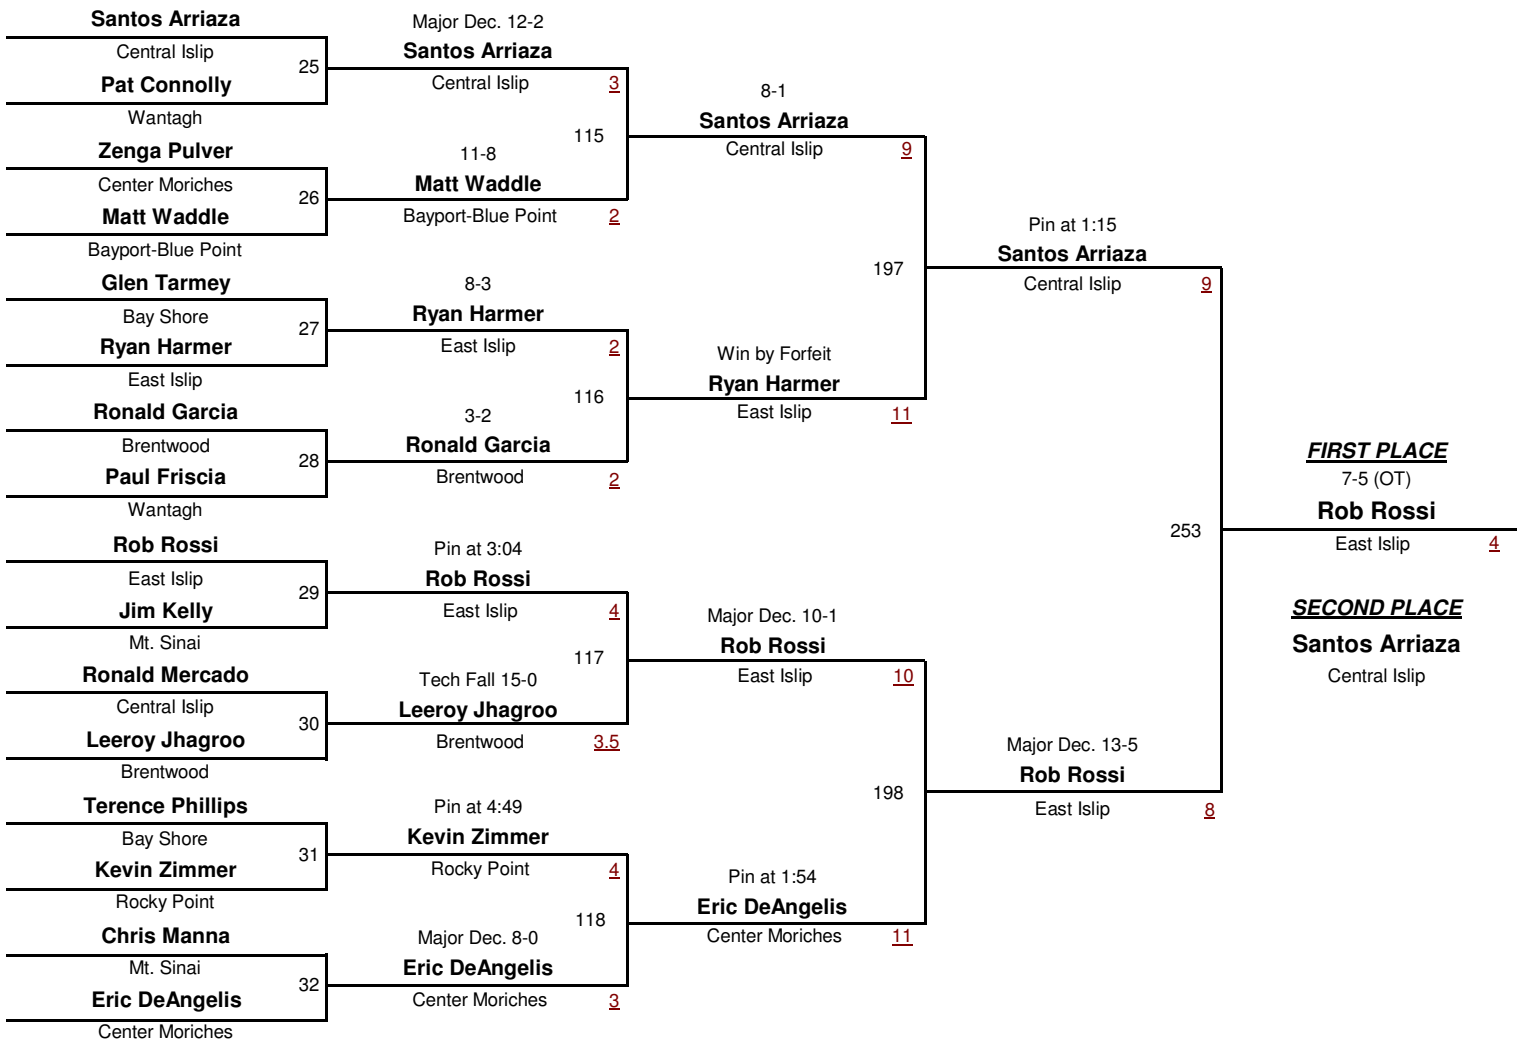 Santos Arriaza
Central Islip
25
Pat Connolly
Wantagh
Zenga Pulver
Center Moriches
26
Matt Waddle
Bayport-Blue Point
Glen Tarmey
Bay Shore
27
Ryan Harmer
East Islip
Ronald Garcia
Brentwood
28
Paul Friscia
Wantagh
Rob Rossi
East Islip
29
Jim Kelly
Mt. Sinai
Ronald Mercado
Central Islip
30
Leeroy Jhagroo
Brentwood
Terence Phillips
Bay Shore
31
Kevin Zimmer
Rocky Point
Chris Manna
Mt. Sinai
32
Eric DeAngelis
Center Moriches
Major Dec. 12-2
Santos Arriaza
Central Islip 3
115
11-8
Matt Waddle
Bayport-Blue Point 2
8-3
Ryan Harmer
East Islip 2
116
3-2
Ronald Garcia
Brentwood 2
Pin at 3:04
Rob Rossi
East Islip 4
117
Tech Fall 15-0
Leeroy Jhagroo
Brentwood 3.5
Pin at 4:49
Kevin Zimmer
Rocky Point 4
118
Major Dec. 8-0
Eric DeAngelis
Center Moriches 3
8-1
Santos Arriaza
Central Islip 9
197
Win by Forfeit
Ryan Harmer
East Islip 11
Major Dec. 10-1
Rob Rossi
East Islip 10
198
Pin at 1:54
Eric DeAngelis
Center Moriches 11
Pin at 1:15
Santos Arriaza
Central Islip 9
253
Major Dec. 13-5
Rob Rossi
East Islip 8
FIRST PLACE
7-5 (OT)
Rob Rossi
East Islip 4
SECOND PLACE
Santos Arriaza
Central Islip